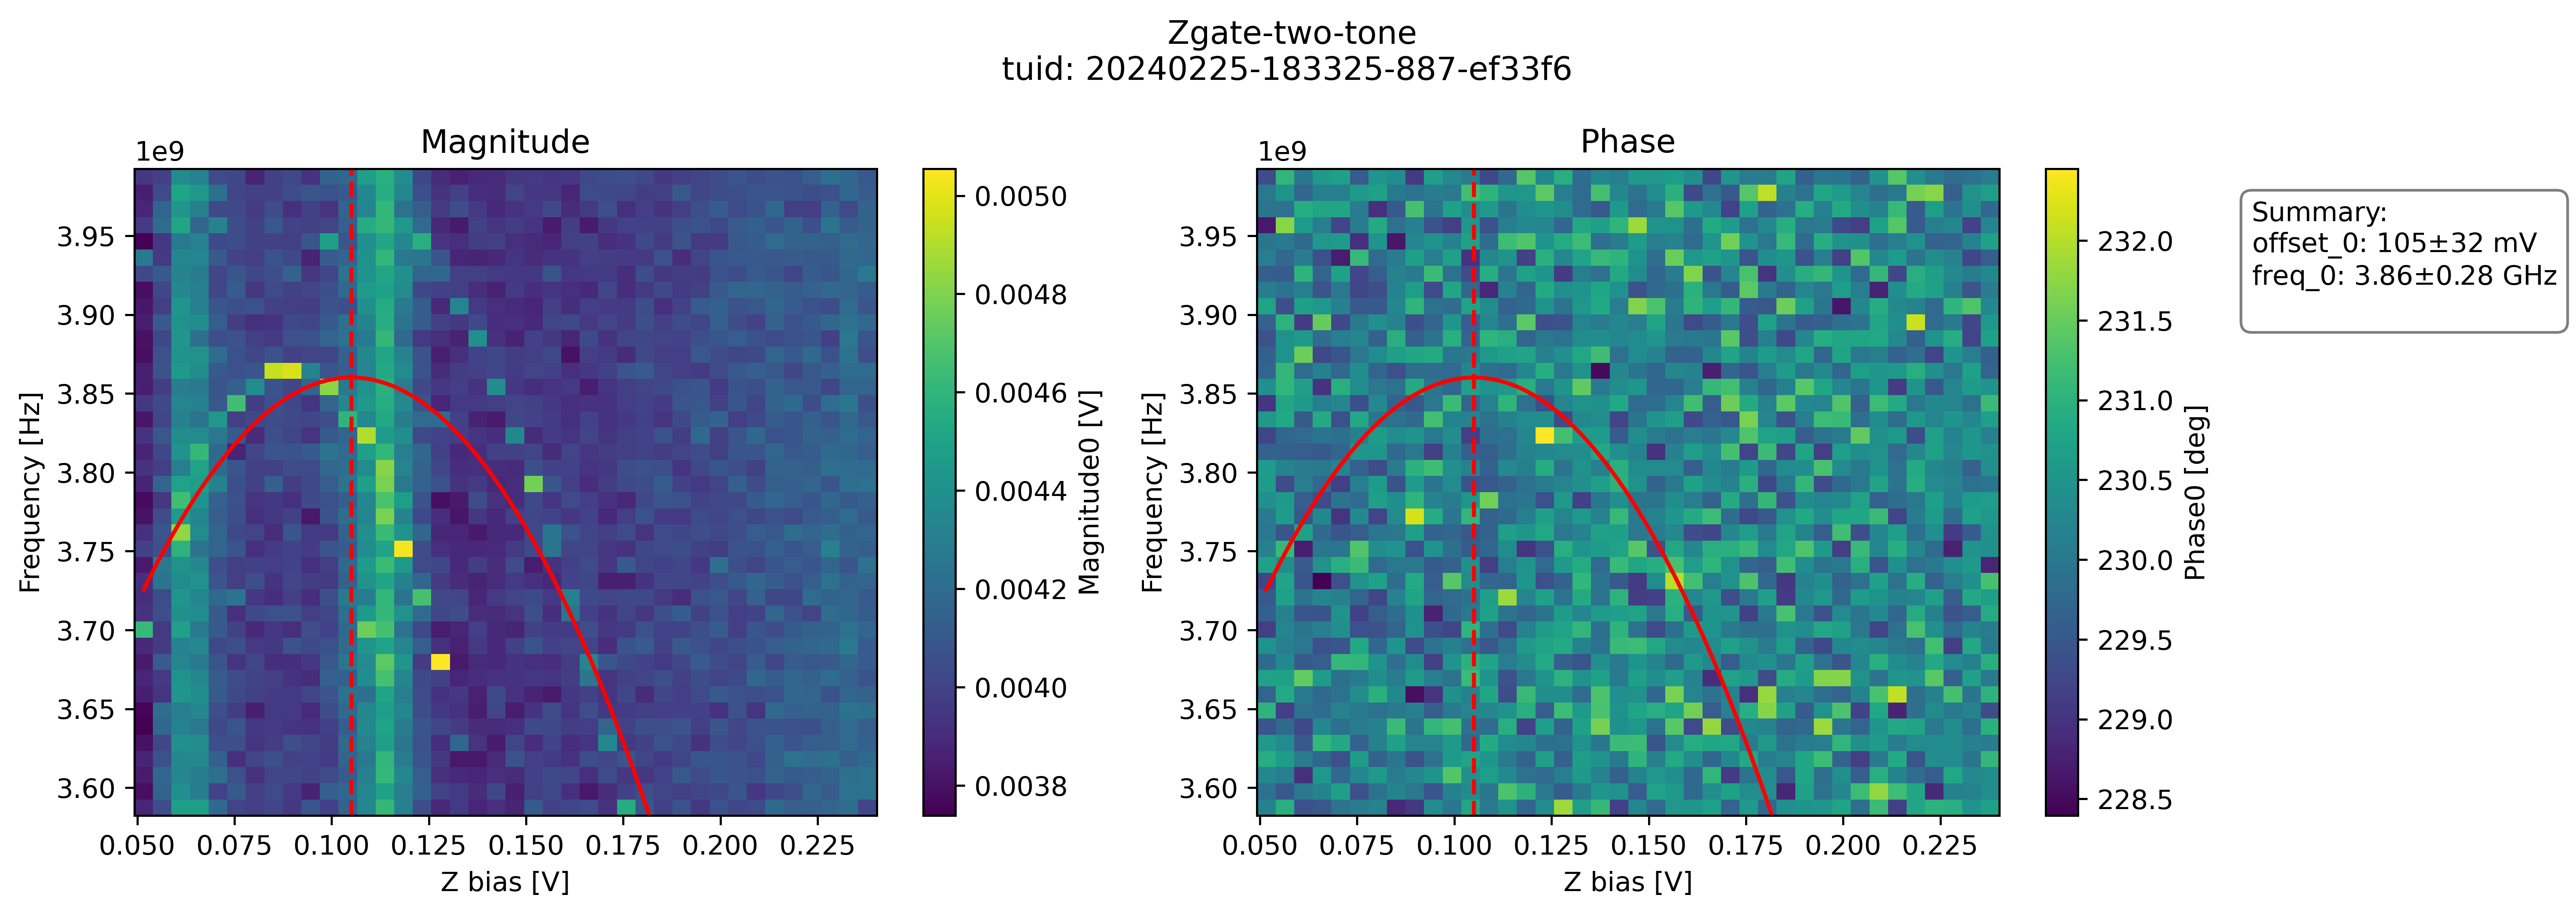 Zgate-two-tone
tuid: 20240225-183325-887-ef33f6
Magnitude
1e9
3.95
3.90
3.85
3.80
3.75
3.70
3.65
3.60
Frequency [Hz]
0.050 0.075 0.100 0.125 0.150 0.175 0.200 0.225
Z bias [V]
0.0050
0.0048
0.0046
0.0044
0.0042
0.0040
0.0038
Magnitude0 [V]
Phase
1e9
3.95
3.90
3.85
3.80
3.75
3.70
3.65
3.60
Frequency [Hz]
0.050 0.075 0.100 0.125 0.150 0.175 0.200 0.225
Z bias [V]
232.0
231.5
231.0
230.5
230.0
229.5
229.0
228.5
Phase0 [deg]
Summary:
offset_0: 105±32 mV
freq_0: 3.86±0.28 GHz